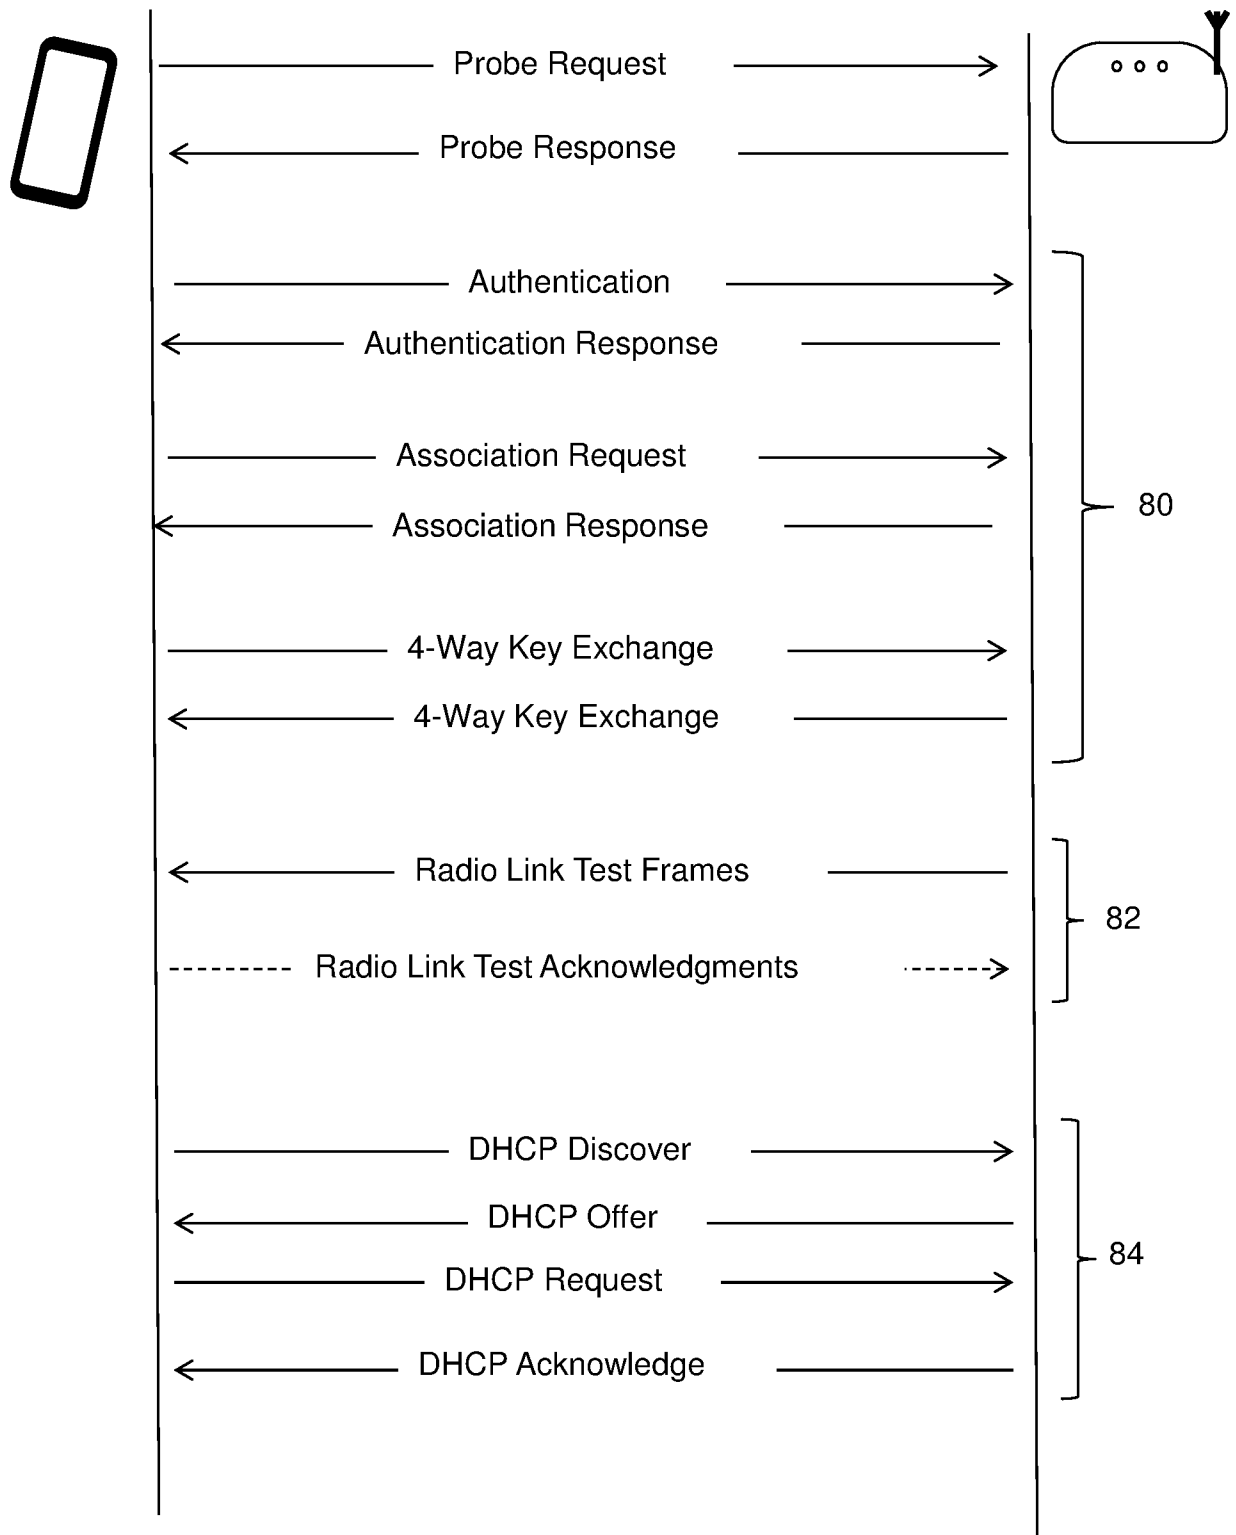 Probe Request
Probe Response
Authentication
Authentication Response
Association Request
80
Association Response
4-Way Key Exchange
4-Way Key Exchange
Radio Link Test Frames
82
Radio Link Test Acknowledgments
DHCP Discover
DHCP Offer
84
DHCP Request
DHCP Acknowledge